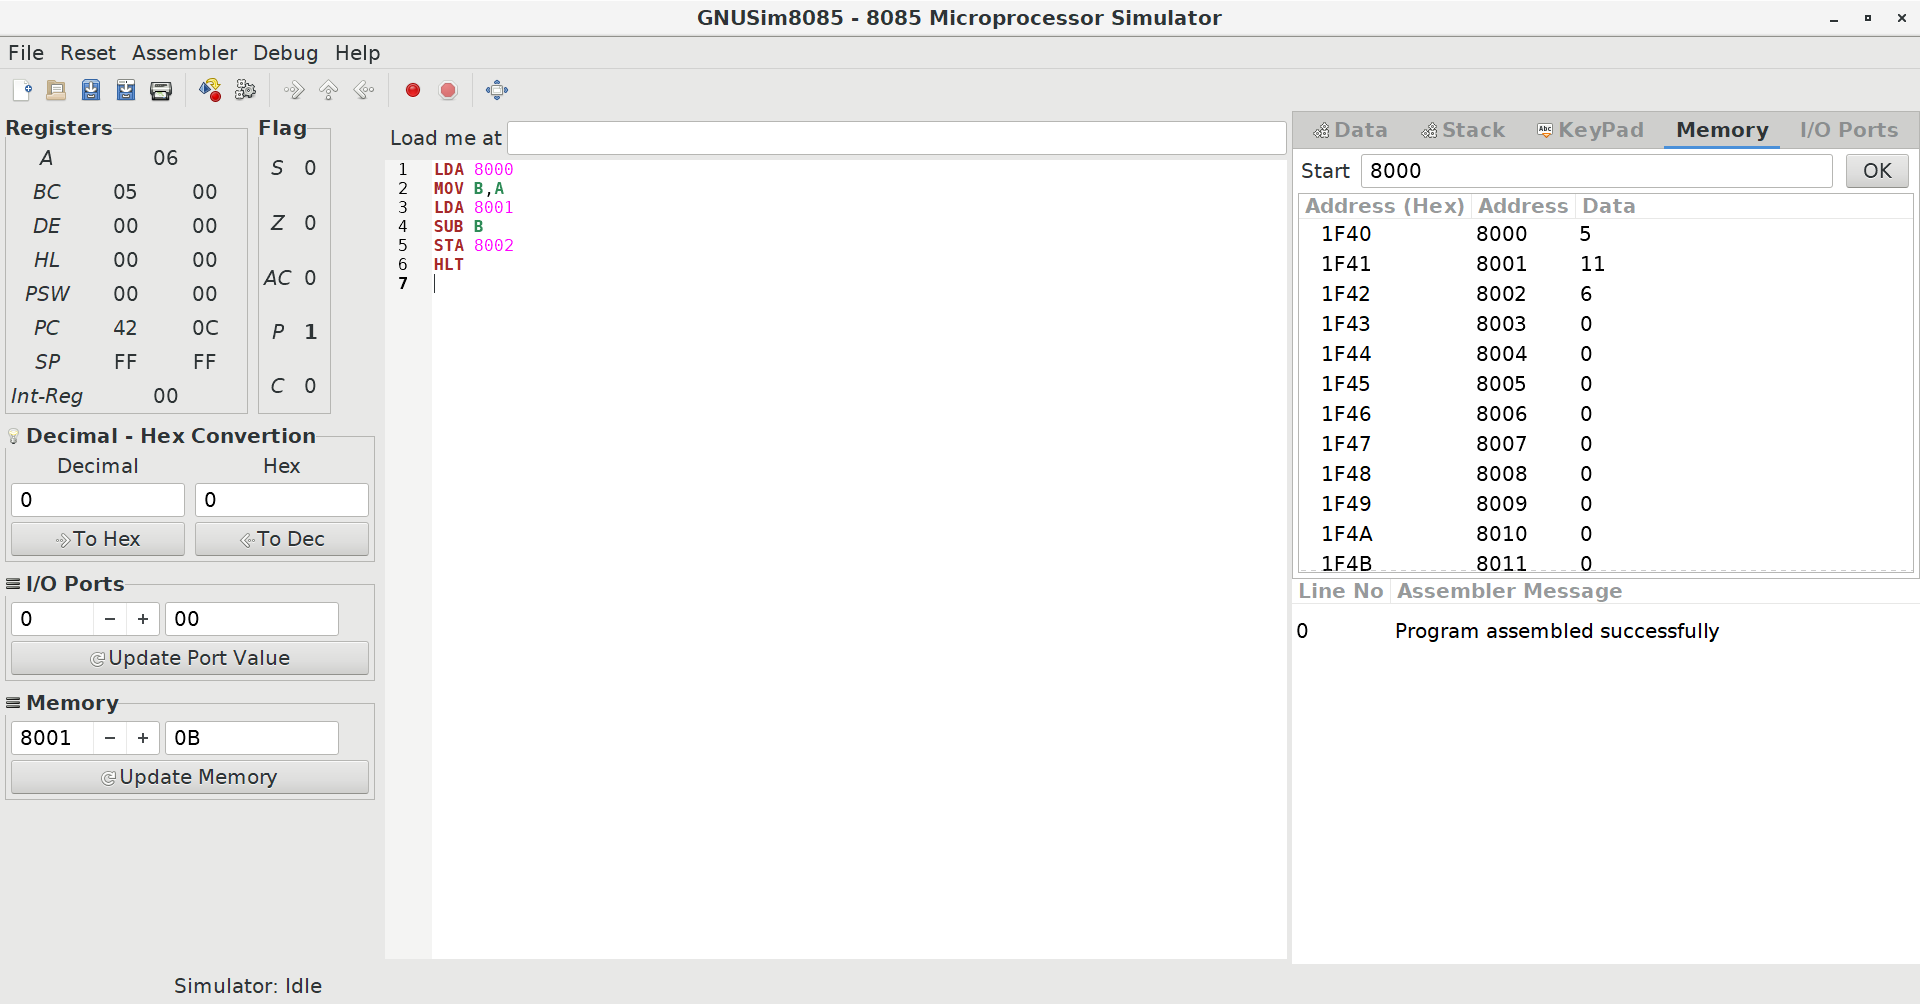 GNUSim8085 - 8085 Microprocessor Simulator
File Reset Assembler Debug Help
Registers
A 06
BC 05 00
DE 00 00
HL 00 00
PSW 00 00
PC 42 0C
SP FF FF
Int-Reg 00
Flag
S 0
Z 0
AC 0
P 1
C 0
Decimal - Hex Convertion
Decimal Hex
0 0
To Hex To Dec
I/O Ports
0 − + 00
Update Port Value
Memory
8001 − + 0B
Update Memory
Load me at
1 LDA 8000
2 MOV B,A
3 LDA 8001
4 SUB B
5 STA 8002
6 HLT
7
Data Stack Abc KeyPad Memory I/O Ports
Start 8000 OK
Address (Hex) Address Data
1F40 8000 5
1F41 8001 11
1F42 8002 6
1F43 8003 0
1F44 8004 0
1F45 8005 0
1F46 8006 0
1F47 8007 0
1F48 8008 0
1F49 8009 0
1F4A 8010 0
1F4B 8011 0
Line No Assembler Message
0 Program assembled successfully
Simulator: Idle